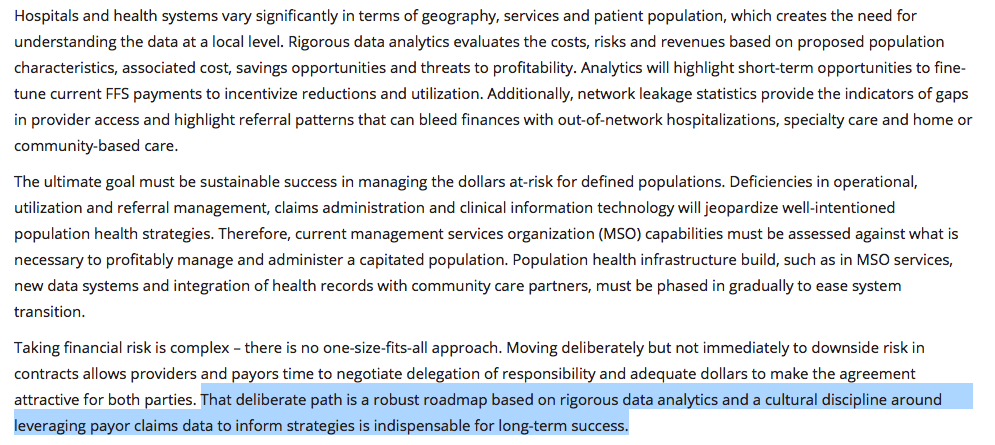 Hospitals and health systems vary significantly in terms of geography, services and patient population, which creates the need for
understanding the data at a local level. Rigorous data analytics evaluates the costs, risks and revenues based on proposed population
characteristics, associated cost, savings opportunities and threats to profitability. Analytics will highlight short-term opportunities to fine-
tune current FFS payments to incentivize reductions and utilization. Additionally, network leakage statistics provide the indicators of gaps
in provider access and highlight referral patterns that can bleed finances with out-of-network hospitalizations, specialty care and home or
community-based care.
The ultimate goal must be sustainable success in managing the dollars at-risk for defined populations. Deficiencies in operational,
utilization and referral management, claims administration and clinical information technology will jeopardize well-intentioned
population health strategies. Therefore, current management services organization (MSO) capabilities must be assessed against what is
necessary to profitably manage and administer a capitated population. Population health infrastructure build, such as in MSO services,
new data systems and integration of health records with community care partners, must be phased in gradually to ease system
transition.
Taking financial risk is complex – there is no one-size-fits-all approach. Moving deliberately but not immediately to downside risk in
contracts allows providers and payors time to negotiate delegation of responsibility and adequate dollars to make the agreement
attractive for both parties. That deliberate path is a robust roadmap based on rigorous data analytics and a cultural discipline around
leveraging payor claims data to inform strategies is indispensable for long-term success.